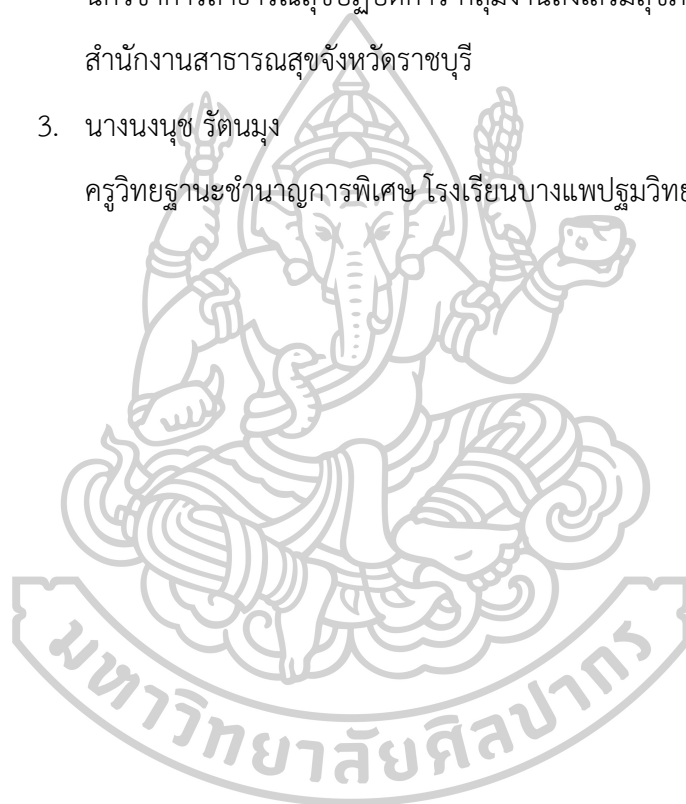 สำนักงานสาธารณสุขจังหวัดราชบุรี
3. นางนงนุช รัตนมุง
ครูวิทยฐานะชำนาญการพิเศษ โรงเรียนบางแพปฐมวิทย
มหาวิทยาลัยศิลปากร